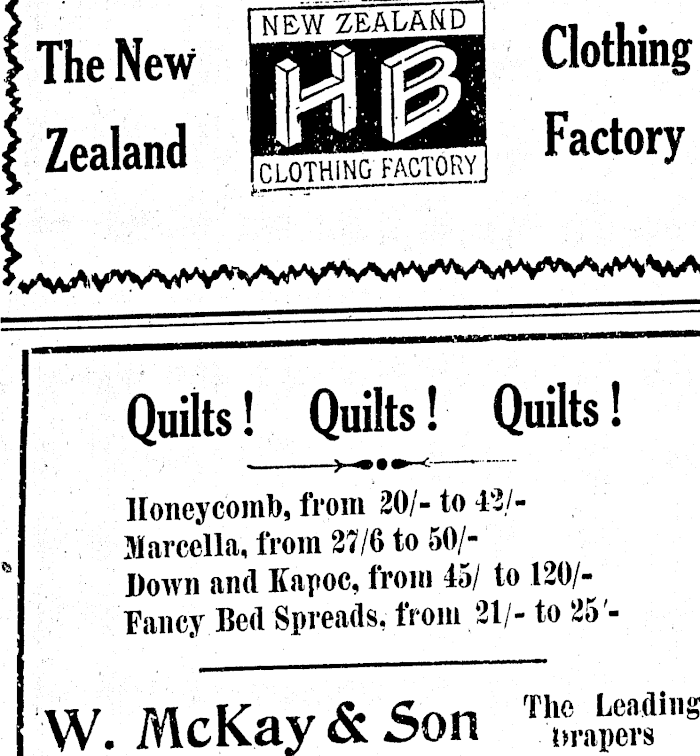 The New
Zealand
NEW ZEALAND
HB
CLOTHING FACTORY
Clothing
Factory
Quilts! Quilts! Quilts!
Honeycomb, from 20/- to 42/-
Marcella, from 27/6 to 50/-
Down and Kapoc, from 45/ to 120/-
Fancy Bed Spreads, from 21/- to 25'-
W. McKay & Son
The Leading
Drapers